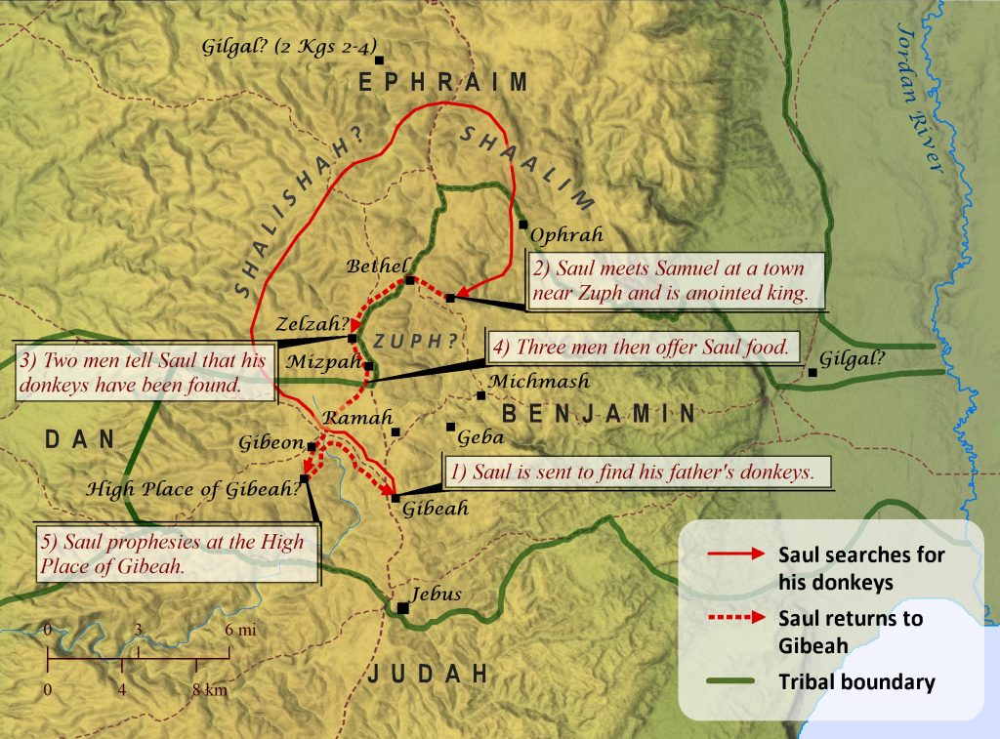 Gilgal? (2 Kgs 2-4)
EPHRAIM
Jordan River
SHALISHAH?
SHAALIM
Ophrah
Bethel
2) Saul meets Samuel at a town
near Zuph and is anointed king.
Zelzah?
ZUPH?
4) Three men then offer Saul food.
3) Two men tell Saul that his
donkeys have been found.
Mizpah
Gilgal?
Michmash
BENJAMIN
Ramah
Geba
DAN
Gibeon
1) Saul is sent to find his father's donkeys.
High Place of Gibeah?
Gibeah
5) Saul prophesies at the High
Place of Gibeah.
Jebus
JUDAH
0 3 6 mi
0 4 8 km
Saul searches for
his donkeys
Saul returns to
Gibeah
Tribal boundary